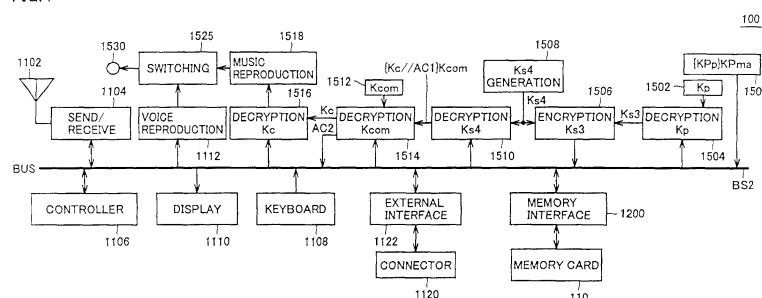 100
1530
1525
1518
1508
{Kc//AC1}Kcom
1102
SWITCHING
MUSIC
REPRODUCTION
1512
Kcom
Ks4
GENERATION
1506
1502
Kp
{KPp}KPma
150
1104
1516
Kc
Ks4
Ks3
SEND/
RECEIVE
VOICE
REPRODUCTION
DECRYPTION
Kc
AC2
DECRYPTION
Kcom
DECRYPTION
Ks4
ENCRYPTION
Ks3
DECRYPTION
Kp
1112
1514
1510
1504
BUS
BS2
CONTROLLER
DISPLAY
KEYBOARD
EXTERNAL
INTERFACE
MEMORY
INTERFACE
1106
1110
1108
1122
1200
CONNECTOR
MEMORY CARD
1120
110